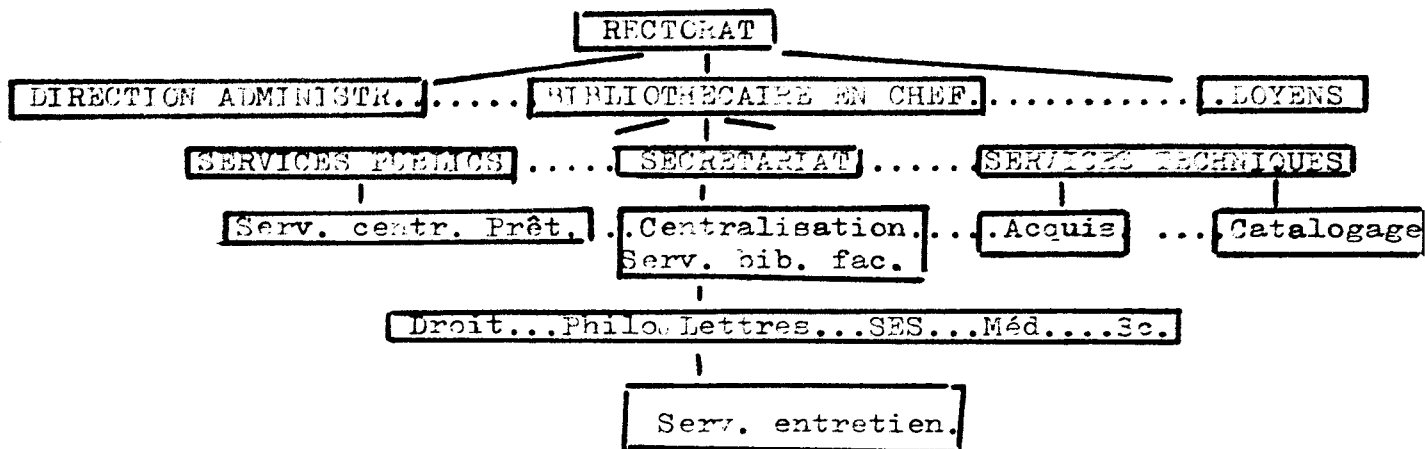 RECTORAT
DIRECTION ADMINISTR........BIBLIOTHECAIRE EN CHEF.............DOYENS
SERVICES PUBLICS.....SECRETARIAT......SERVICES TECHNIQUES
Serv. centr. Prêt...Centralisation.....Acquis....Catalogage
Serv. bib. fac.
Droit...Philo.Lettres...SES...Méd....Sc.
Serv. entretien.